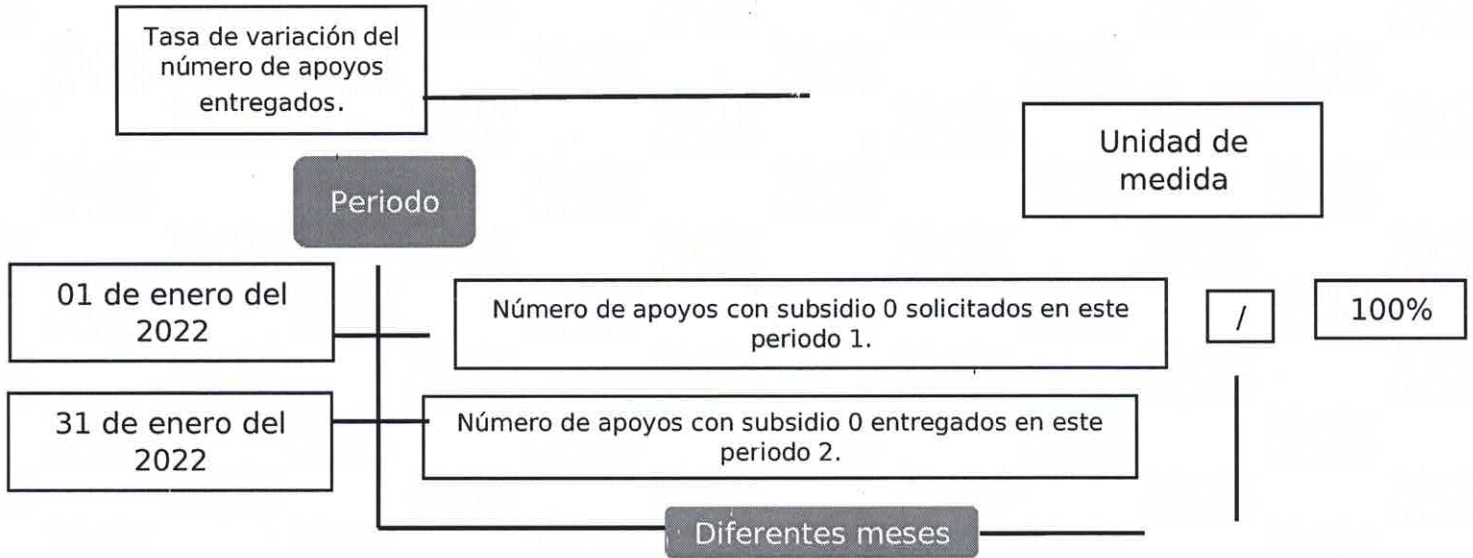 Tasa de variación del
número de apoyos
entregados.
Unidad de
medida
Periodo
01 de enero del
2022
Número de apoyos con subsidio 0 solicitados en este
periodo 1.
/
100%
31 de enero del
2022
Número de apoyos con subsidio 0 entregados en este
periodo 2.
Diferentes meses